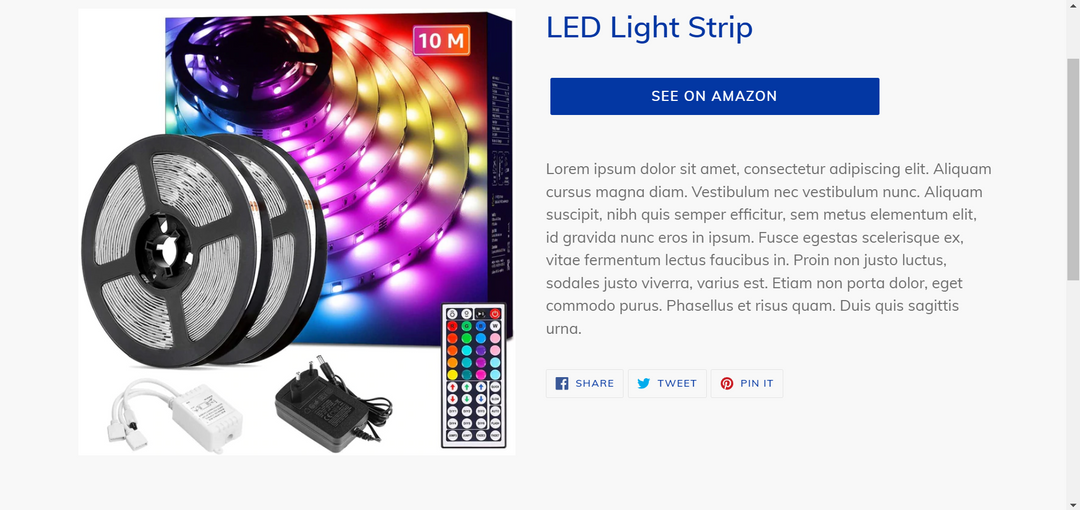 10 M
LED Light Strip
SEE ON AMAZON
Lorem ipsum dolor sit amet, consectetur adipiscing elit. Aliquam
cursus magna diam. Vestibulum nec vestibulum nunc. Aliquam
suscipit, nibh quis semper efficitur, sem metus elementum elit,
id gravida nunc eros in ipsum. Fusce egestas scelerisque ex,
vitae fermentum lectus faucibus in. Proin non justo luctus,
sodales justo viverra, varius est. Etiam non porta dolor, eget
commodo purus. Phasellus et risus quam. Duis quis sagittis
urna.
SHARE
TWEET
PIN IT